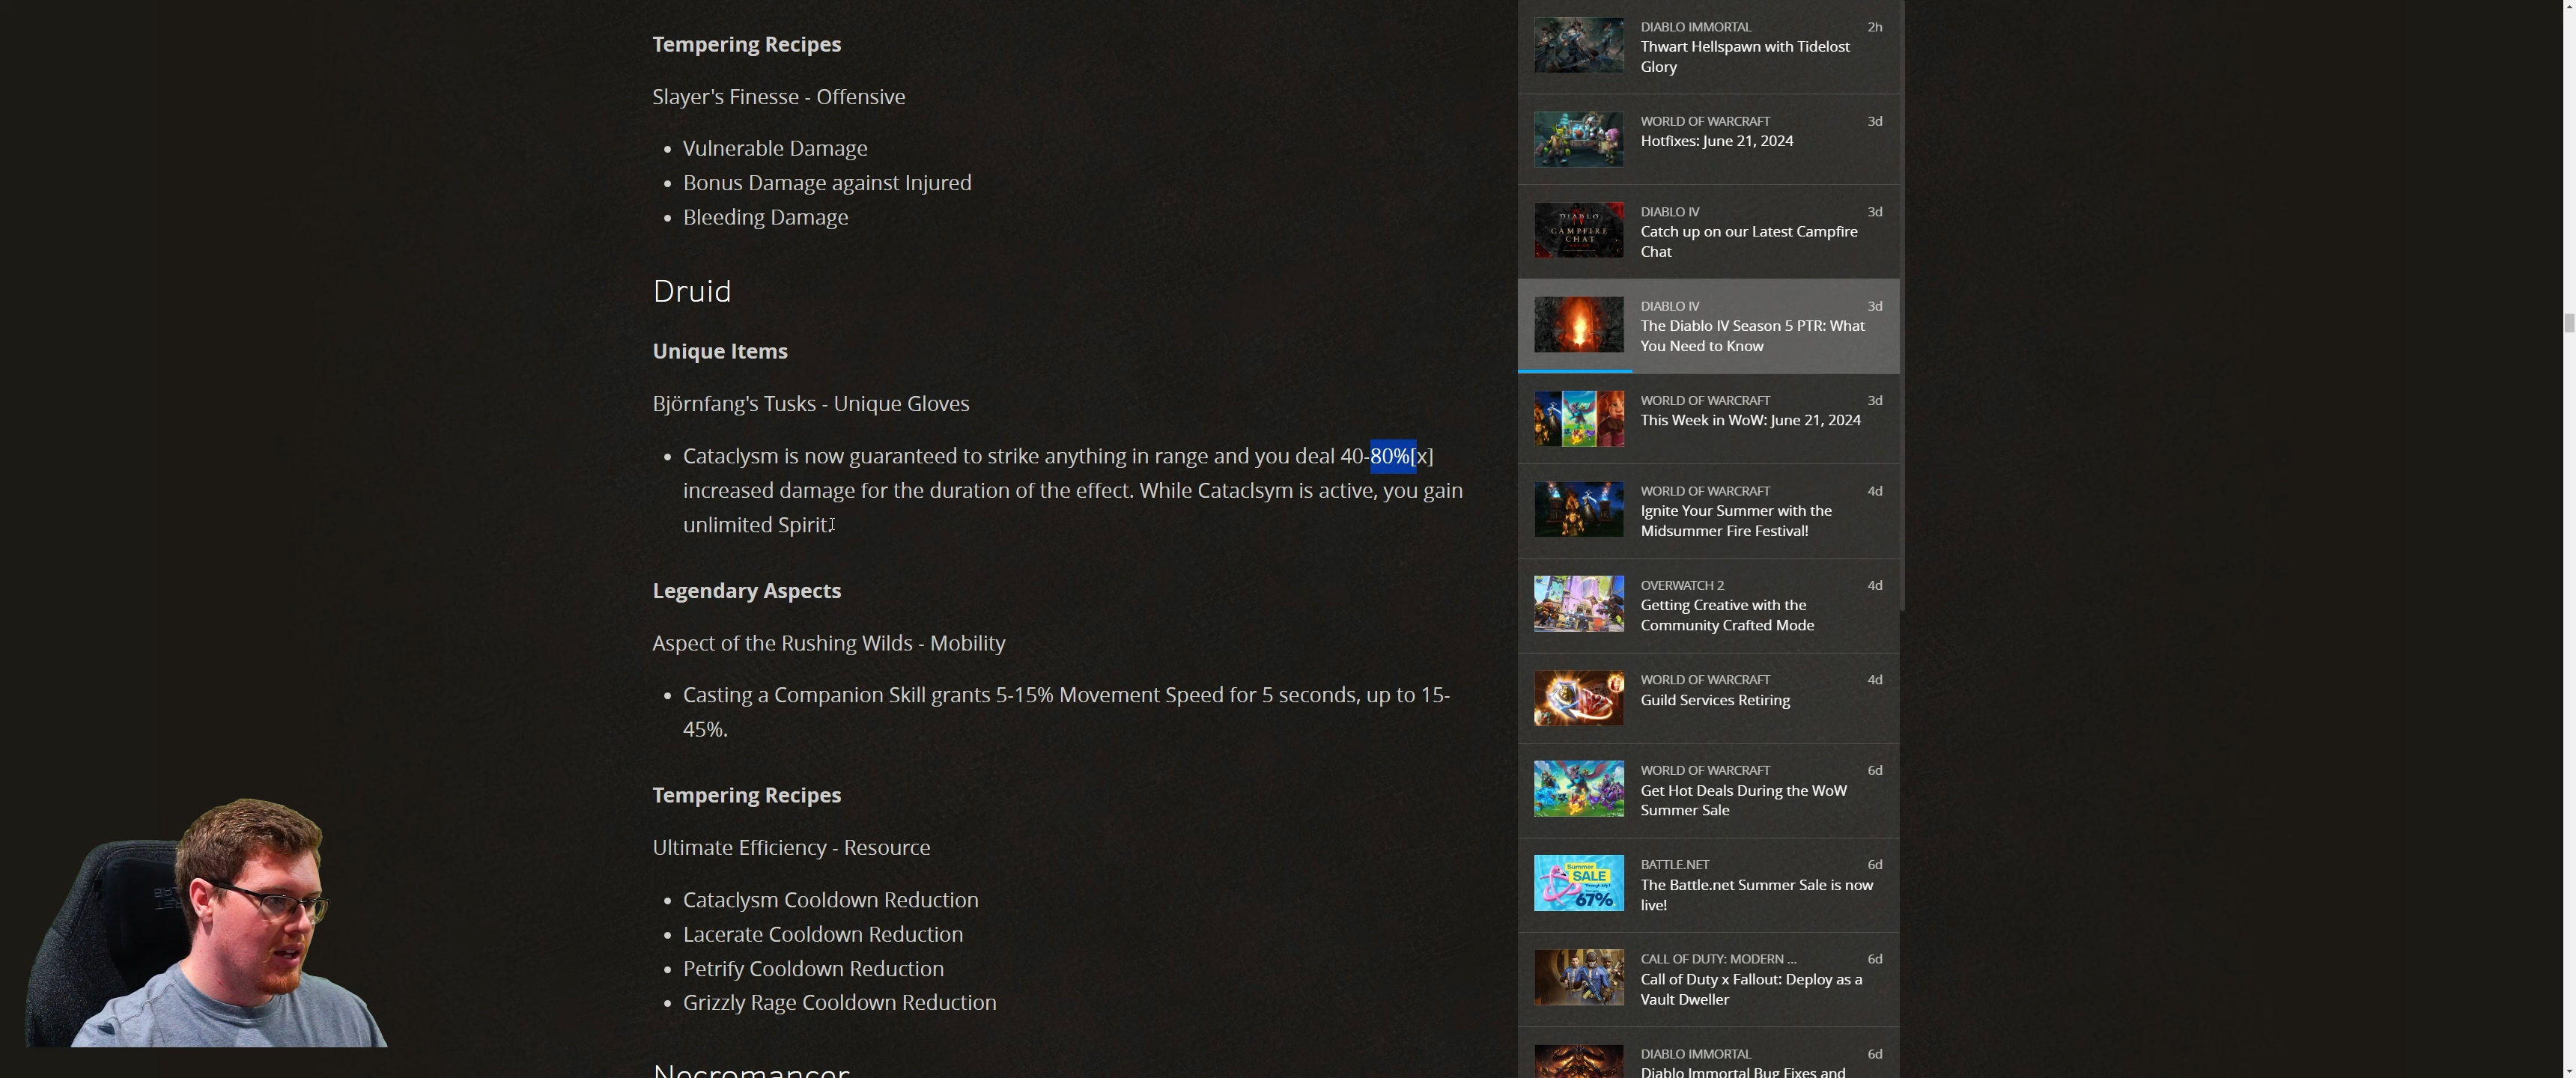 Tempering Recipes
Slayer's Finesse - Offensive
• Vulnerable Damage
• Bonus Damage against Injured
• Bleeding Damage
Druid
Unique Items
Björnfang's Tusks - Unique Gloves
• Cataclysm is now guaranteed to strike anything in range and you deal 40-80%[x]
increased damage for the duration of the effect. While Cataclsym is active, you gain
unlimited Spirit.
Legendary Aspects
Aspect of the Rushing Wilds - Mobility
• Casting a Companion Skill grants 5-15% Movement Speed for 5 seconds, up to 15-
45%.
Tempering Recipes
Ultimate Efficiency - Resource
• Cataclysm Cooldown Reduction
• Lacerate Cooldown Reduction
• Petrify Cooldown Reduction
• Grizzly Rage Cooldown Reduction
Necromancer
DIABLO IMMORTAL 2h
Thwart Hellspawn with Tidelost
Glory
WORLD OF WARCRAFT 3d
Hotfixes: June 21, 2024
DIABLO
IV
CAMPFIRE
CHAT
DIABLO IV 3d
Catch up on our Latest Campfire
Chat
DIABLO IV 3d
The Diablo IV Season 5 PTR: What
You Need to Know
WORLD OF WARCRAFT 3d
This Week in WoW: June 21, 2024
WORLD OF WARCRAFT 4d
Ignite Your Summer with the
Midsummer Fire Festival!
OVERWATCH 2 4d
Getting Creative with the
Community Crafted Mode
WORLD OF WARCRAFT 4d
Guild Services Retiring
WORLD OF WARCRAFT 6d
Get Hot Deals During the WoW
Summer Sale
Summer
SALE
67%
BATTLE.NET 6d
The Battle.net Summer Sale is now
live!
CALL OF DUTY: MODERN ... 6d
Call of Duty x Fallout: Deploy as a
Vault Dweller
DIABLO IMMORTAL 6d
Diablo Immortal Bug Fixes and